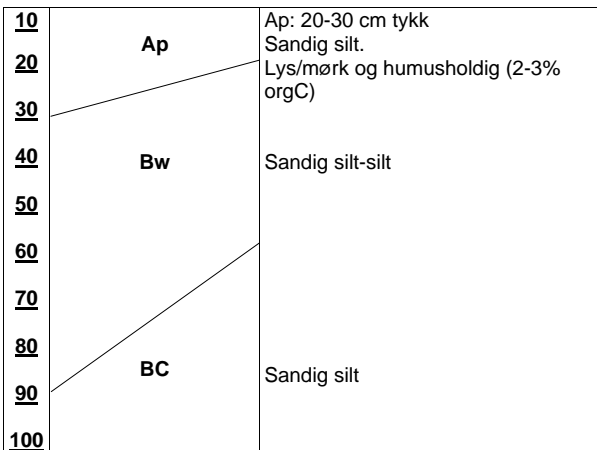 10
Ap
Ap: 20-30 cm tykk
Sandig silt.
20
Lys/mørk og humusholdig (2-3%
orgC)
30
40
Bw
Sandig silt-silt
50
60
70
80
BC
Sandig silt
90
100